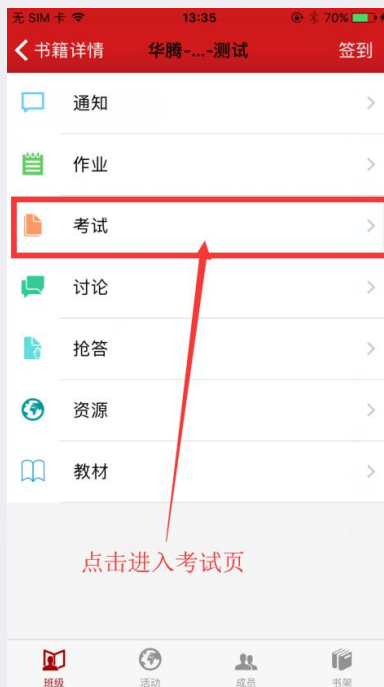 无 SIM 卡 13:35 70%
书籍详情 华腾-...-测试 签到
通知
作业
考试
讨论
抢答
资源
教材
点击进入考试页
班级 活动 成员 书架